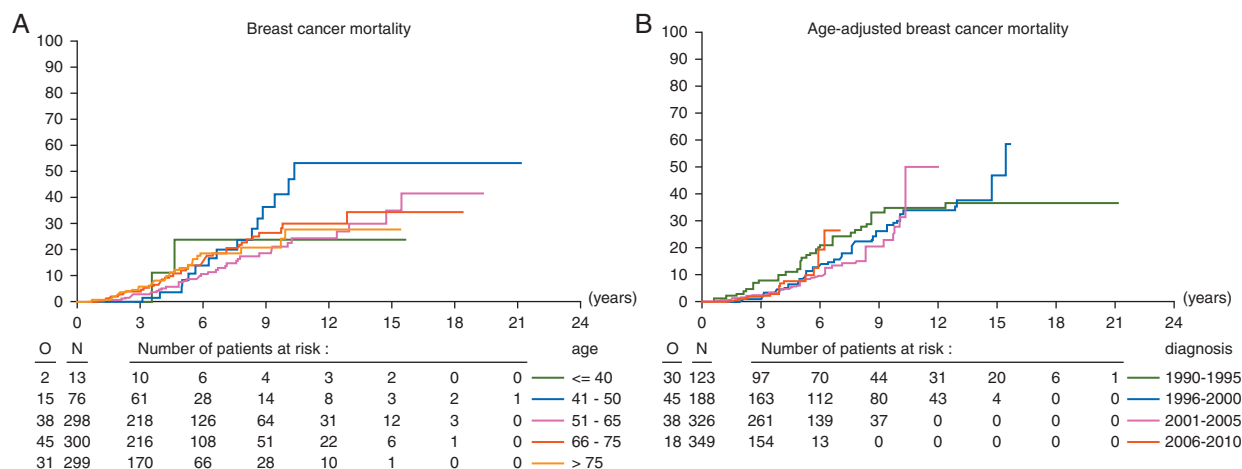 A
Breast cancer mortality
100
90
80
70
60
50
40
30
20
10
0
0 3 6 9 12 15 18 21 24
(years)
O N Number of patients at risk : age
2 13 10 6 4 3 2 0 0 <= 40
15 76 61 28 14 8 3 2 1 41 - 50
38 298 218 126 64 31 12 3 0 51 - 65
45 300 216 108 51 22 6 1 0 66 - 75
31 299 170 66 28 10 1 0 0 > 75
B
Age-adjusted breast cancer mortality
100
90
80
70
60
50
40
30
20
10
0
0 3 6 9 12 15 18 21 24
(years)
O N Number of patients at risk : diagnosis
30 123 97 70 44 31 20 6 1 1990-1995
45 188 163 112 80 43 4 0 0 1996-2000
38 326 261 139 37 0 0 0 0 2001-2005
18 349 154 13 0 0 0 0 0 2006-2010